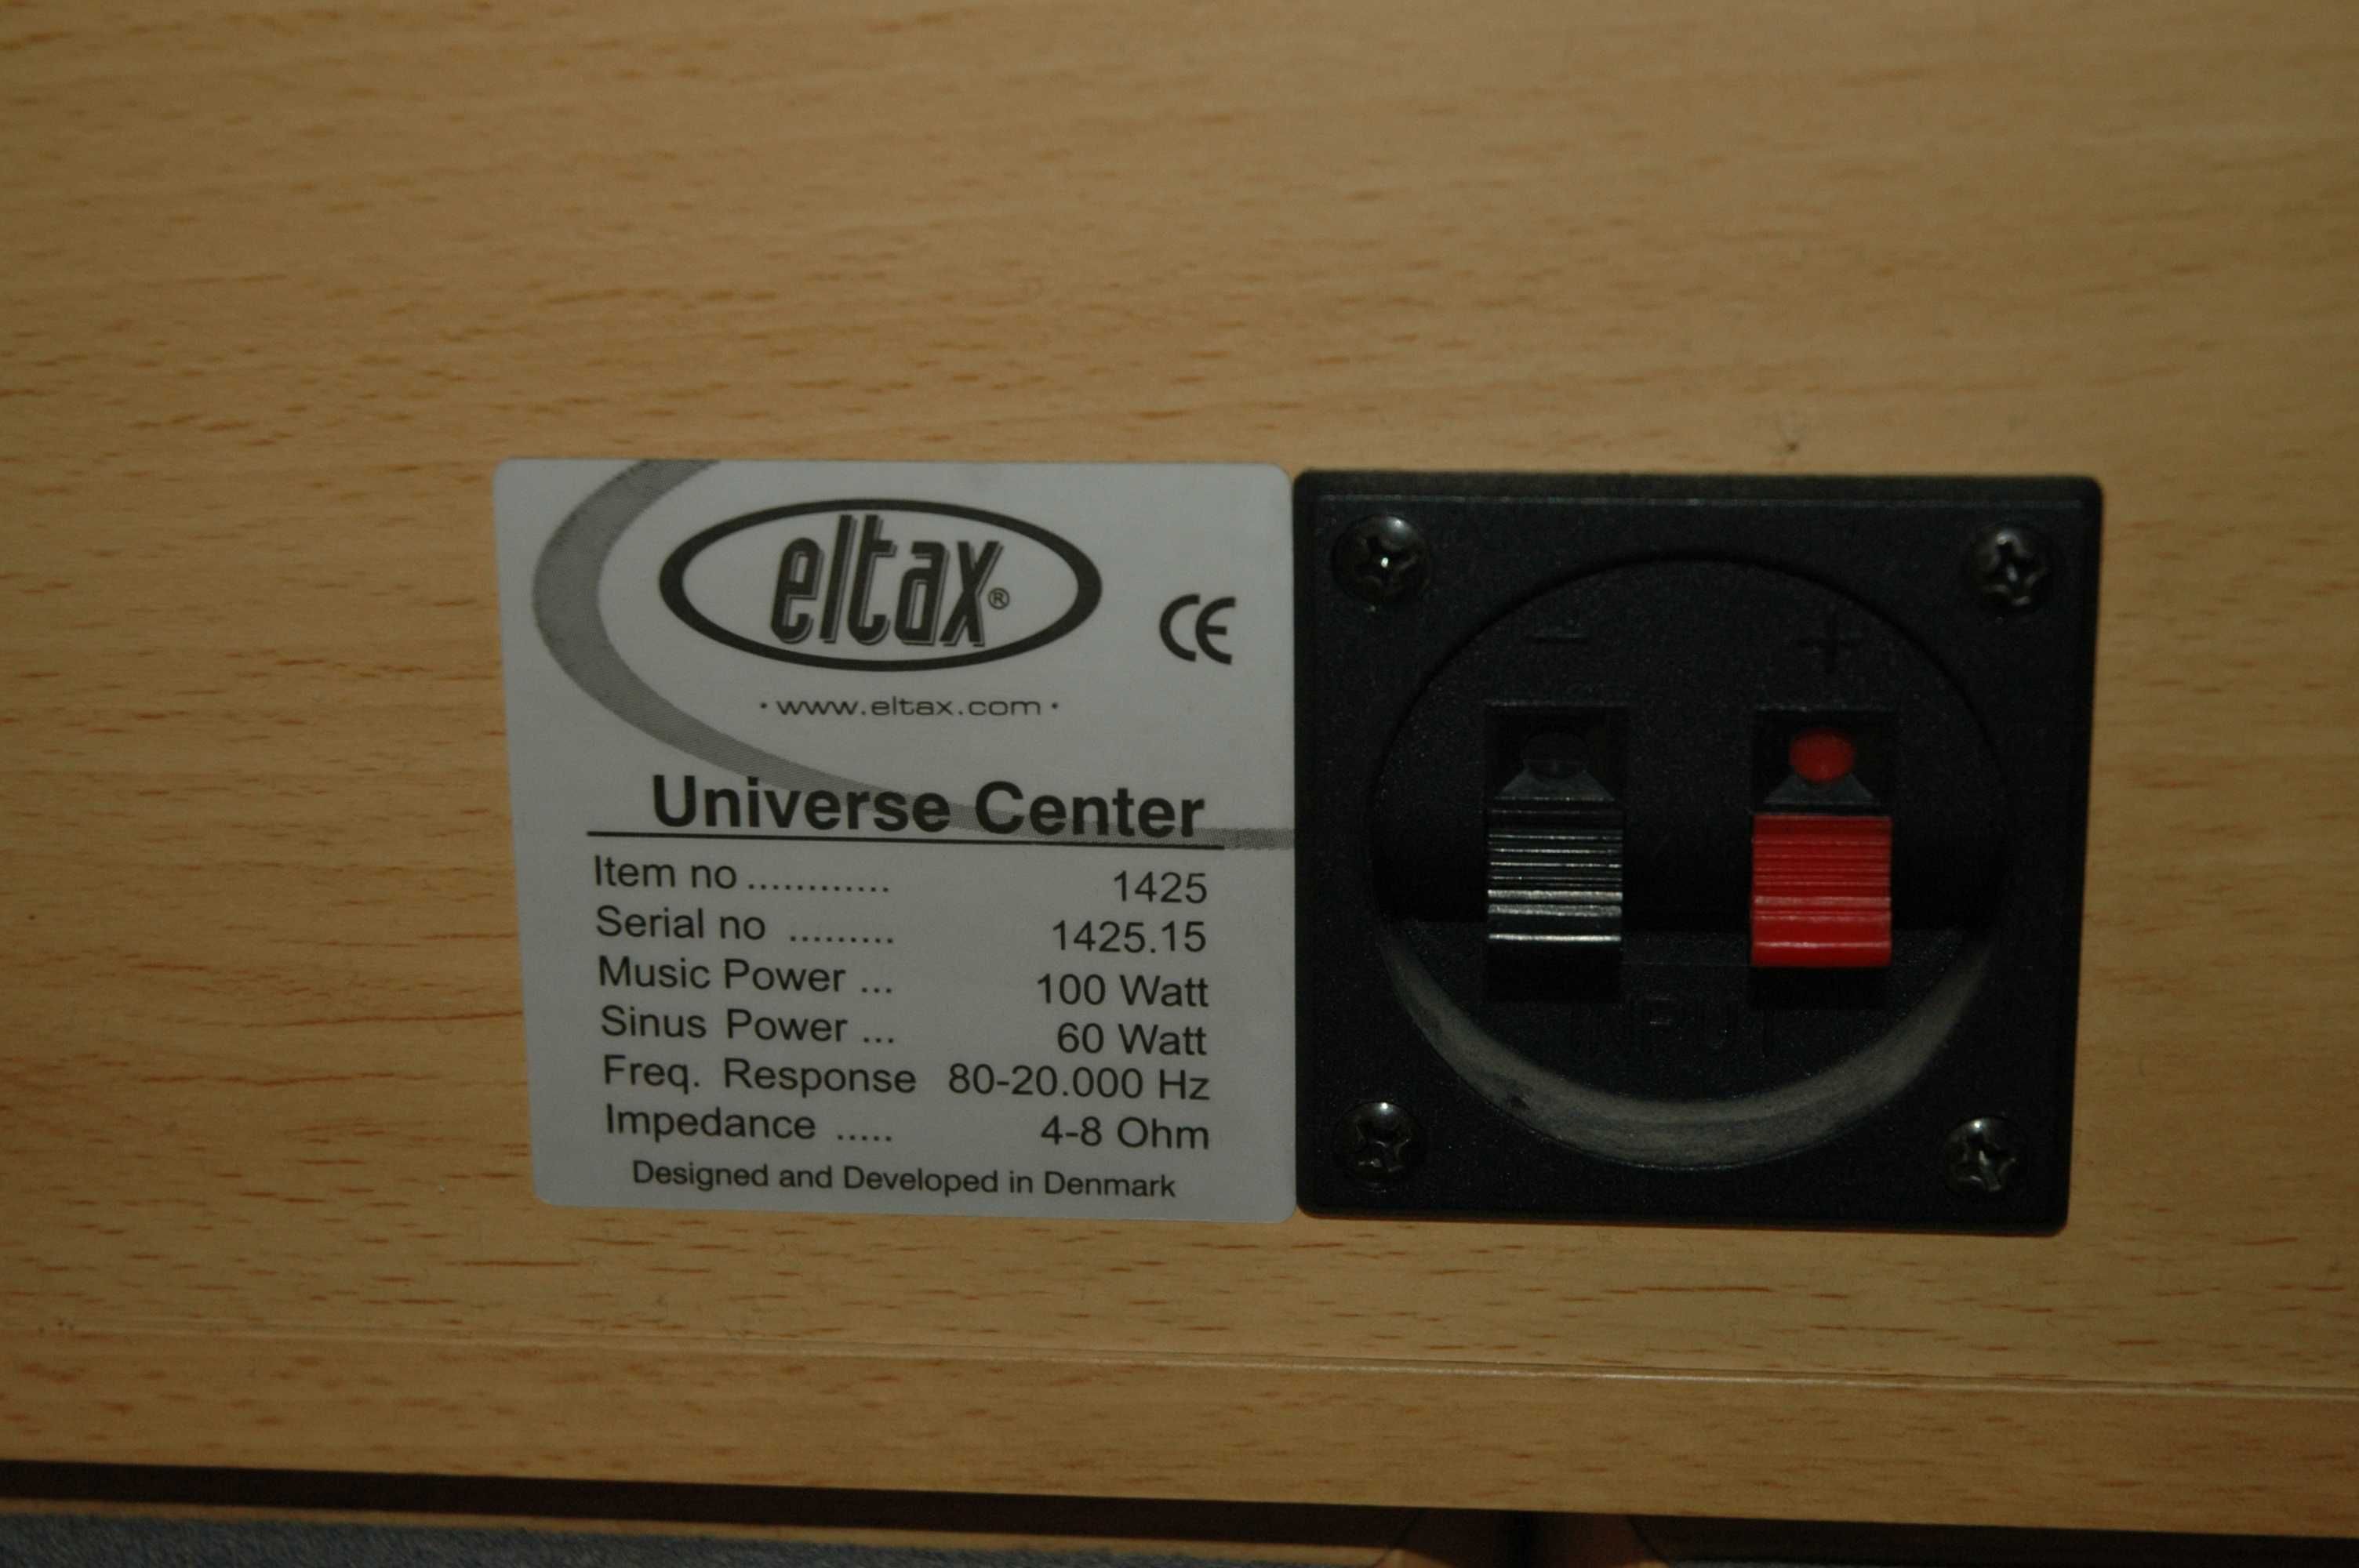 eltax®
CE
· www.eltax.com ·
Universe Center
Item no ............ 1425
Serial no ......... 1425.15
Music Power ... 100 Watt
Sinus Power ... 60 Watt
Freq. Response 80-20.000 Hz
Impedance ..... 4-8 Ohm
Designed and Developed in Denmark
− +
INPUT